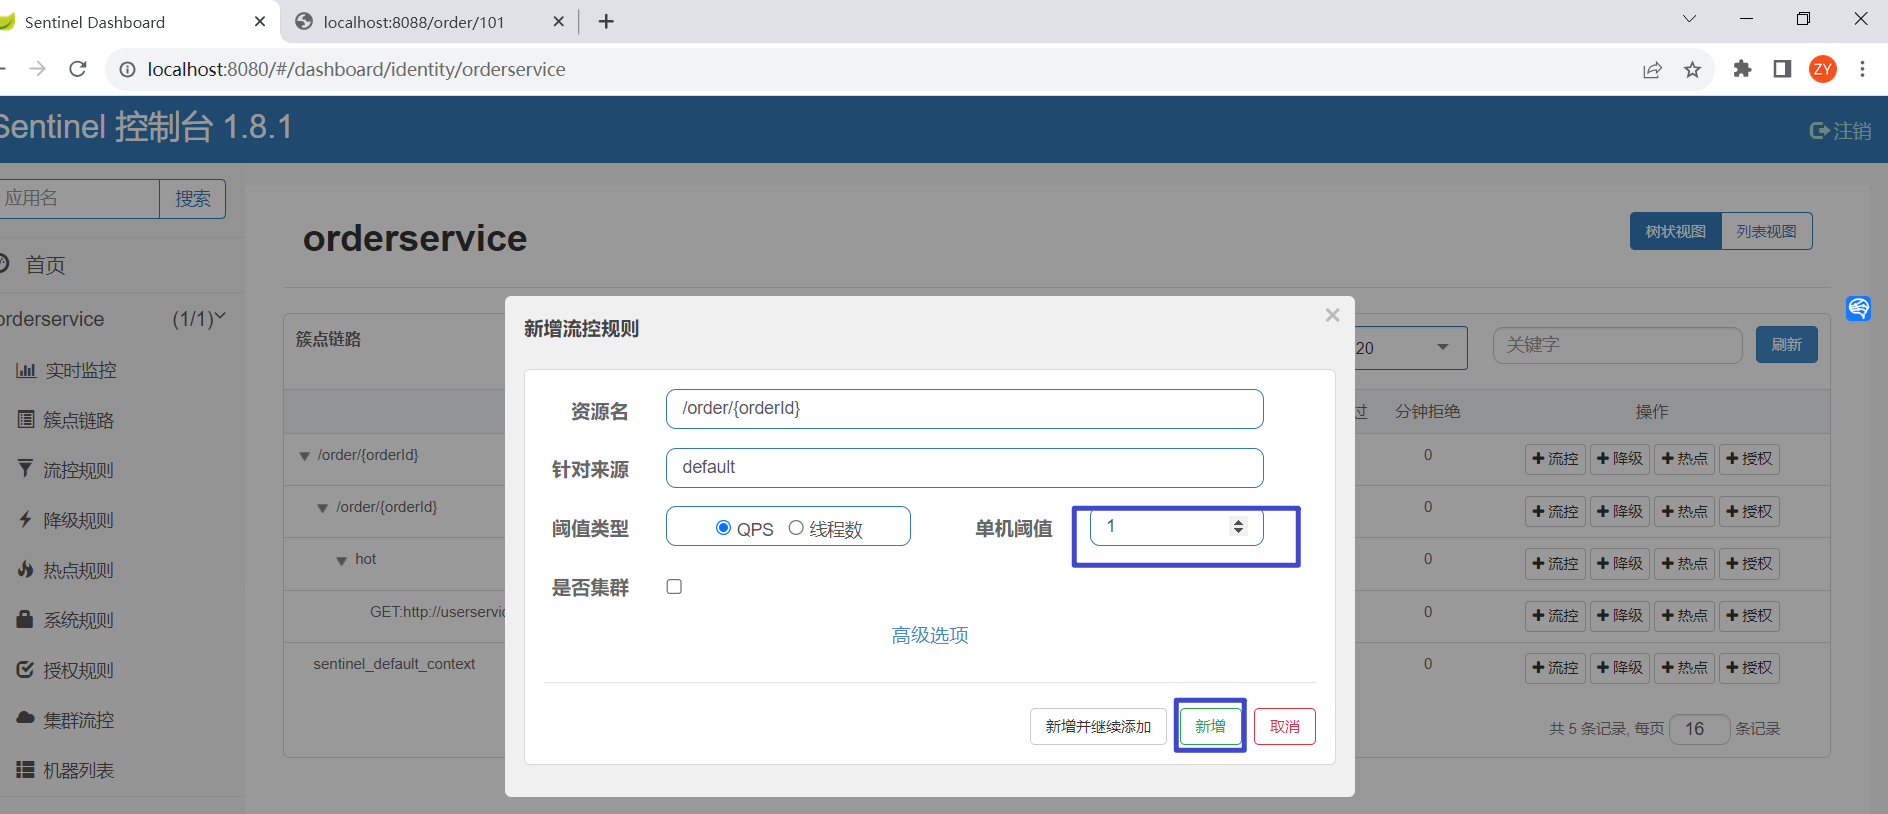 Sentinel Dashboard
localhost:8088/order/101
localhost:8080/#/dashboard/identity/orderservice
ZY
Sentinel 控制台 1.8.1
注销
应用名
搜索
首页
orderservice (1/1)
实时监控
簇点链路
流控规则
降级规则
热点规则
系统规则
授权规则
集群流控
机器列表
orderservice
树状视图
列表视图
簇点链路
20
关键字
刷新
过
分钟拒绝
操作
/order/{orderId}
0
流控
降级
热点
授权
/order/{orderId}
0
流控
降级
热点
授权
hot
0
流控
降级
热点
授权
GET:http://userservic
0
流控
降级
热点
授权
sentinel_default_context
0
流控
降级
热点
授权
共 5 条记录, 每页 16 条记录
新增流控规则
×
资源名
/order/{orderId}
针对来源
default
阈值类型
QPS
线程数
单机阈值
1
是否集群
高级选项
新增并继续添加
新增
取消